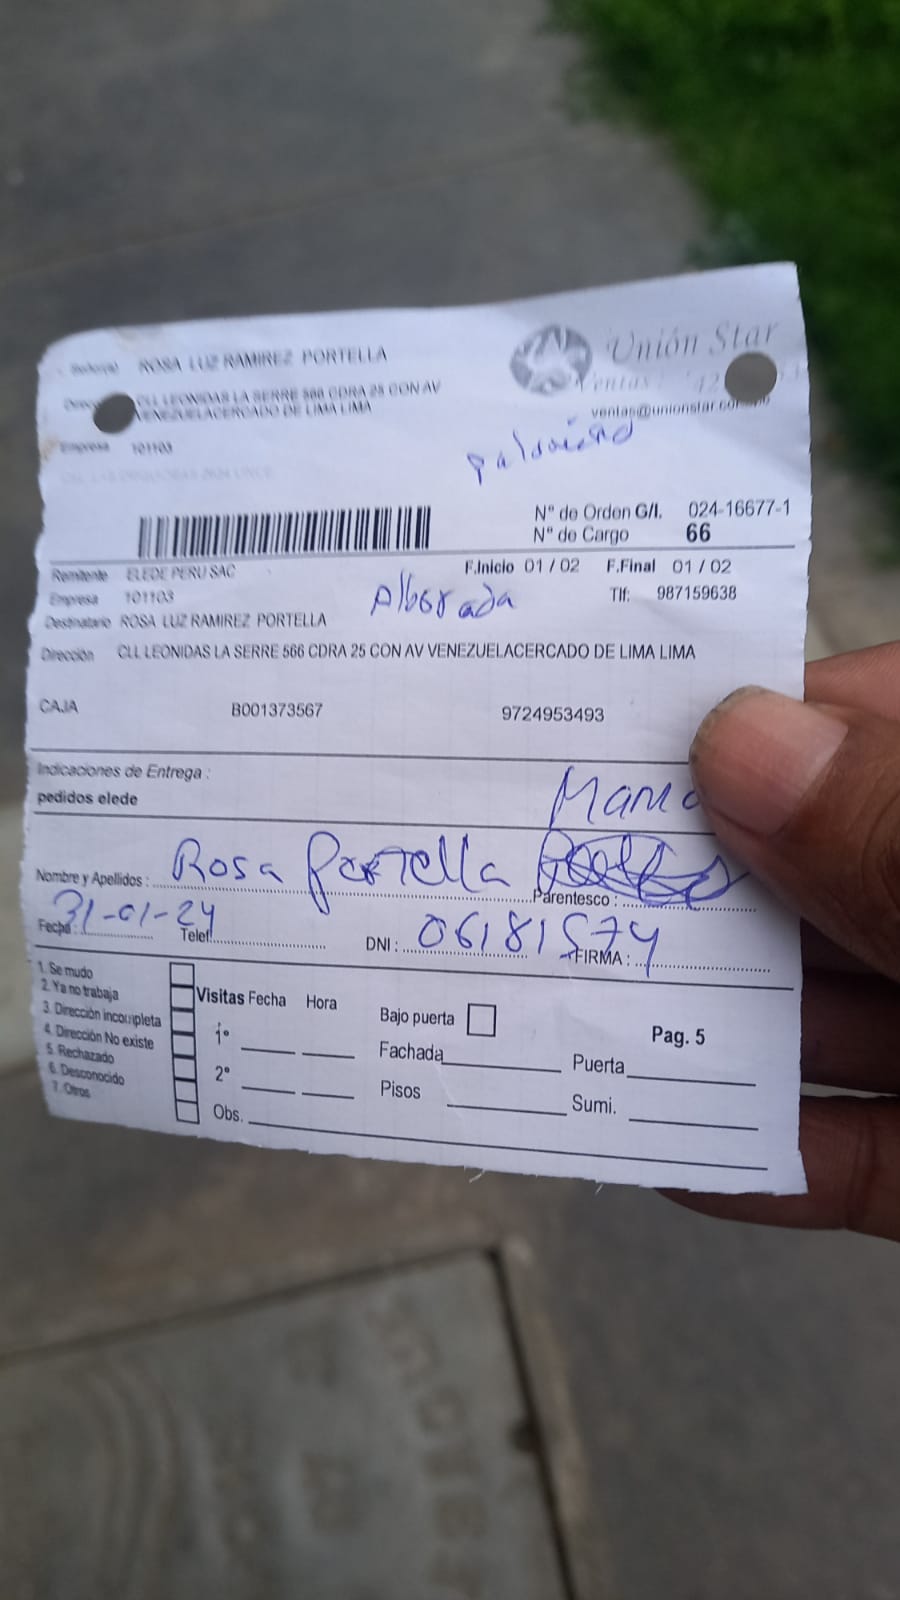 Señor(a) ROSA LUZ RAMIREZ PORTELLA
CLL LEONIDAS LA SERRE 566 CDRA 25 CON AV
VENEZUELACERCADO DE LIMA LIMA
Empresa 101103
Unión Star
Ventas
ventas@unionstar.co
N° de Orden G/I. 024-16677-1
N° de Cargo 66
Remitente ELEDE PERU SAC
F.Inicio 01 / 02 F.Final 01 / 02
Empresa 101103
Alborada
Tlf: 987159638
Destinatario ROSA LUZ RAMIREZ PORTELLA
Dirección CLL LEONIDAS LA SERRE 566 CDRA 25 CON AV VENEZUELACERCADO DE LIMA LIMA
CAJA B001373567 9724953493
Indicaciones de Entrega :
pedidos elede
Nombre y Apellidos : Rosa Portella
Parentesco :
Fecha : 31-01-24 Telef. DNI : 06181574 FIRMA :
1. Se mudo
2. Ya no trabaja
3. Dirección incompleta
4. Dirección No existe
5. Rechazado
6. Desconocido
7. Otros
Visitas Fecha Hora
1°
2°
Obs.
Bajo puerta
Fachada
Pisos
Pag. 5
Puerta
Sumi.